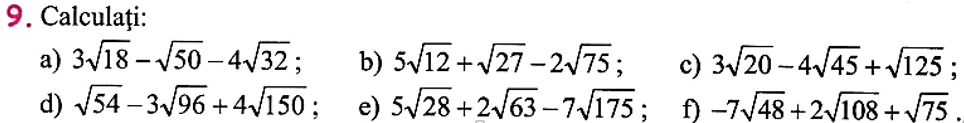 9. Calculaţi:
a) 3√18 − √50 − 4√32 ; b) 5√12 + √27 − 2√75 ; c) 3√20 − 4√45 + √125 ;
d) √54 − 3√96 + 4√150 ; e) 5√28 + 2√63 − 7√175 ; f) −7√48 + 2√108 + √75 .